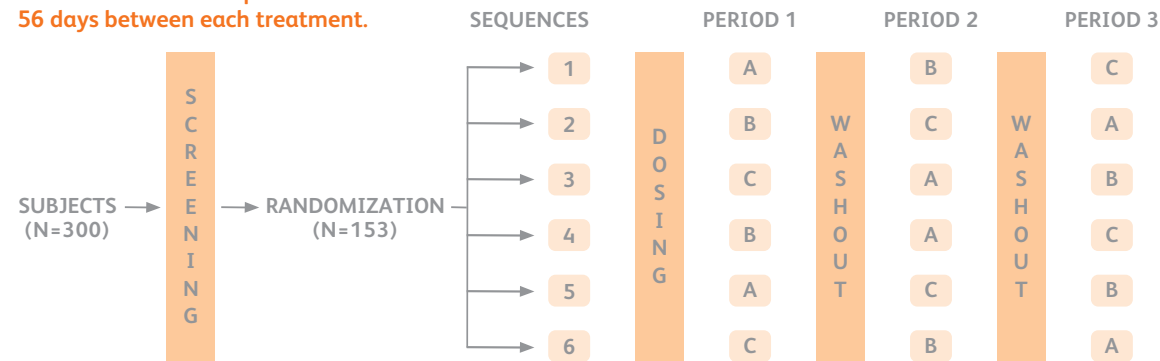 56 days between each treatment.
SEQUENCES PERIOD 1 PERIOD 2 PERIOD 3
SUBJECTS
(N=300)
SCREENING
RANDOMIZATION
(N=153)
1
2
3
4
5
6
DOSING
A
B
C
B
A
C
WASHOUT
B
C
A
A
C
B
WASHOUT
C
A
B
C
B
A